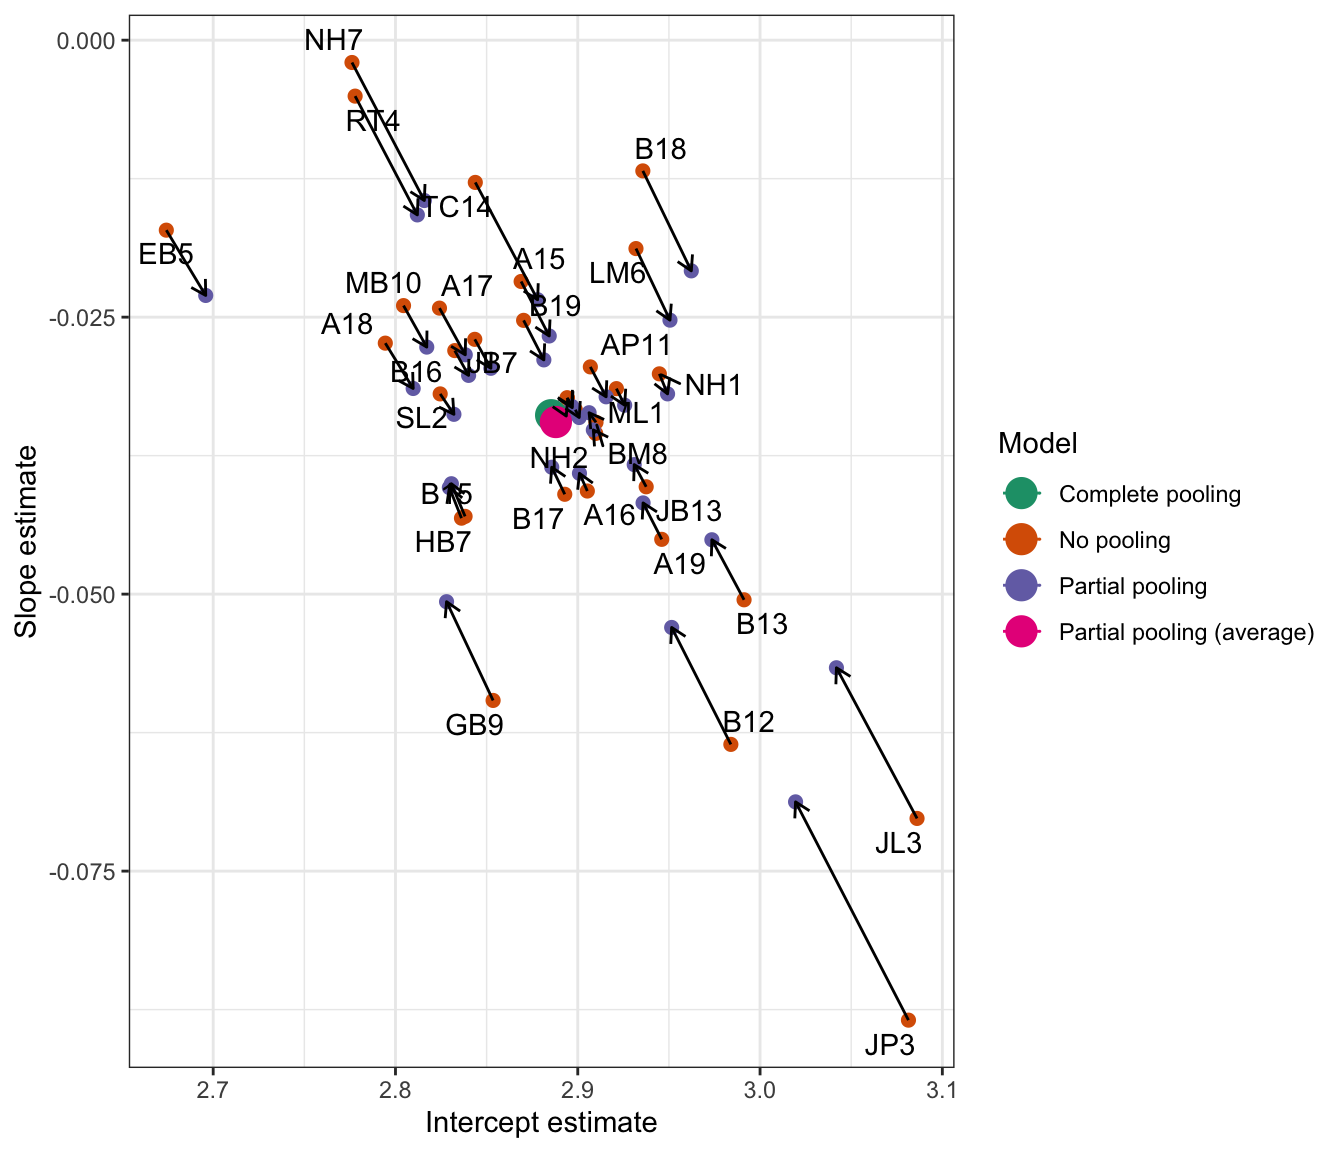 0.000
-0.025
-0.050
-0.075
Slope estimate
NH7
RT4
B18
TC14
EB5
A15
LM6
MB10
A17
B19
A18
AP11
B16
NH1
SL2
ML1
NH2
BM8
B17
A16
JB13
HB7
A19
B13
GB9
B12
JL3
JP3
2.7
2.8
2.9
3.0
3.1
Intercept estimate
Model
Complete pooling
No pooling
Partial pooling
Partial pooling (average)